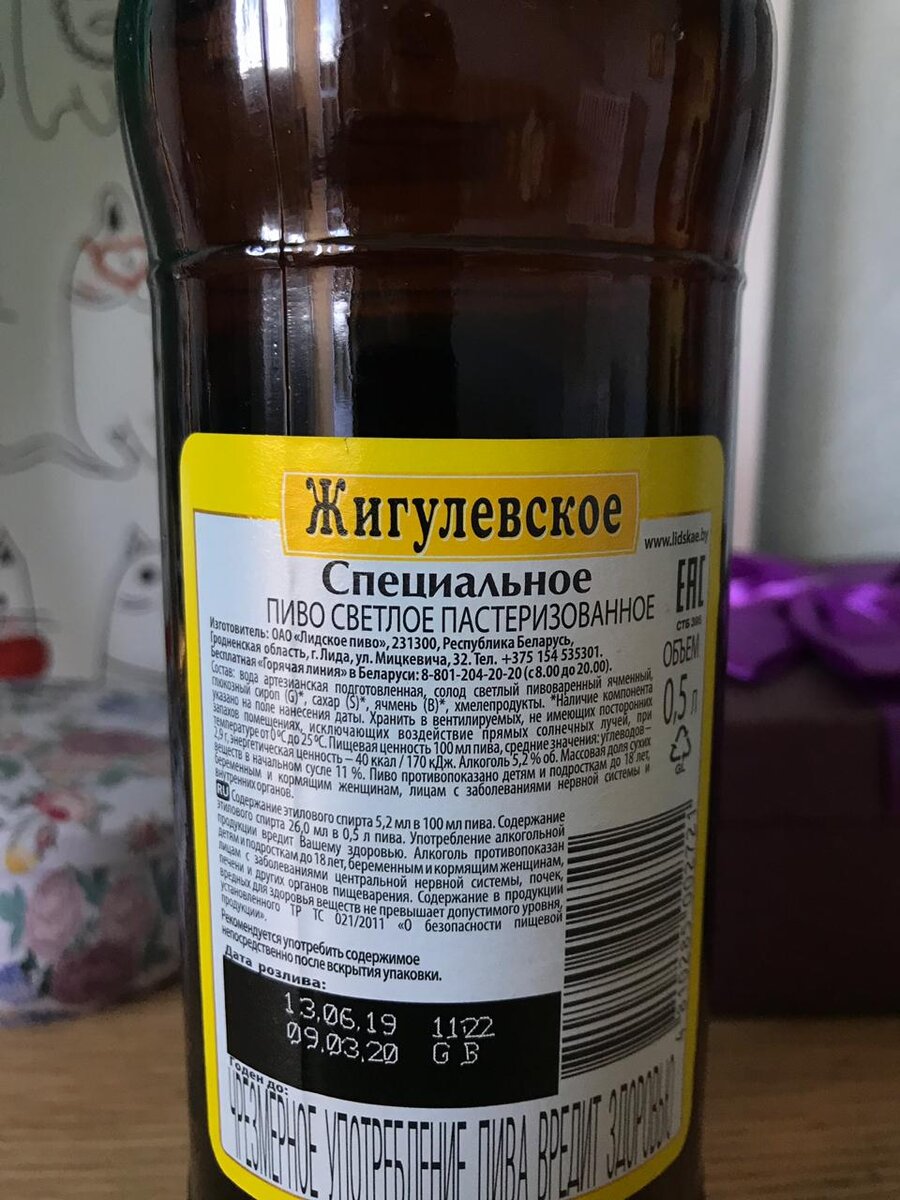 Жигулевское
www.lidskae.by
Специальное
ПИВО СВЕТЛОЕ ПАСТЕРИЗОВАННОЕ
EAC
СТБ 395
ОБЪЕМ
0,5 л
GL
Изготовитель: ОАО «Лидское пиво», 231300, Республика Беларусь,
Гродненская область, г. Лида, ул. Мицкевича, 32. Тел. +375 154 535301.
Бесплатная «Горячая линия» в Беларуси: 8-801-204-20-20 (с 8.00 до 20.00).
Состав: вода артезианская подготовленная, солод светлый пивоваренный ячменный,
глюкозный сироп (G)*, сахар (S)*, ячмень (B)*, хмелепродукты. *Наличие компонента
указано на поле нанесения даты. Хранить в вентилируемых, не имеющих посторонних
запахов помещениях, исключающих воздействие прямых солнечных лучей, при
температуре от 0°C до 25°C. Пищевая ценность 100 мл пива, средние значения: углеводов –
2,9 г, энергетическая ценность – 40 ккал / 170 кДж. Алкоголь 5,2 % об. Массовая доля сухих
веществ в начальном сусле 11 %. Пиво противопоказано детям и подросткам до 18 лет,
беременным и кормящим женщинам, лицам с заболеваниями нервной системы и
внутренних органов.
RU Содержание этилового спирта 5,2 мл в 100 мл пива. Содержание
этилового спирта 26,0 мл в 0,5 л пива. Употребление алкогольной
продукции вредит Вашему здоровью. Алкоголь противопоказан
детям и подросткам до 18 лет, беременным и кормящим женщинам,
лицам с заболеваниями центральной нервной системы, почек,
печени и других органов пищеварения. Содержание в продукции
вредных для здоровья веществ не превышает допустимого уровня,
установленного ТР ТС 021/2011 «О безопасности пищевой
продукции».
Рекомендуется употребить содержимое
непосредственно после вскрытия упаковки.
Дата розлива:
13.06.19 11:22
09.03.20 G B
Годен до:
ЧРЕЗМЕРНОЕ УПОТРЕБЛЕНИЕ ПИВА ВРЕДИТ ЗДОРОВЬЮ